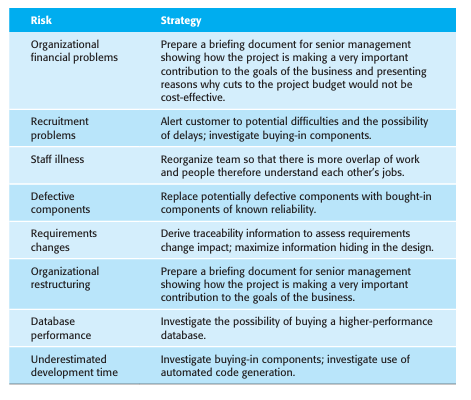 Risk Strategy
Organizational Prepare a briefing document for senior management
financial problems showing how the project is making a very important
contribution to the goals of the business and presenting
reasons why cuts to the project budget would not be
cost-effective.
Recruitment Alert customer to potential difficulties and the possibility
problems of delays; investigate buying-in components.
Staff illness Reorganize team so that there is more overlap of work
and people therefore understand each other’s jobs.
Defective Replace potentially defective components with bought-in
components components of known reliability.
Requirements Derive traceability information to assess requirements
changes change impact; maximize information hiding in the design.
Organizational Prepare a briefing document for senior management
restructuring showing how the project is making a very important
contribution to the goals of the business.
Database Investigate the possibility of buying a higher-performance
performance database.
Underestimated Investigate buying-in components; investigate use of
development time automated code generation.